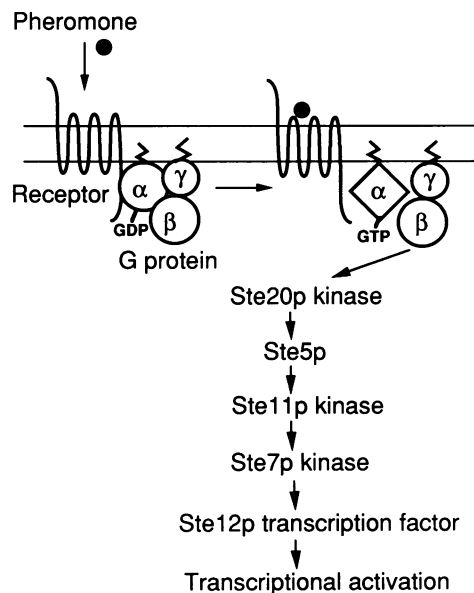 Pheromone
Receptor
α
γ
β
GDP
G protein
α
γ
β
GTP
Ste20p kinase
Ste5p
Ste11p kinase
Ste7p kinase
Ste12p transcription factor
Transcriptional activation